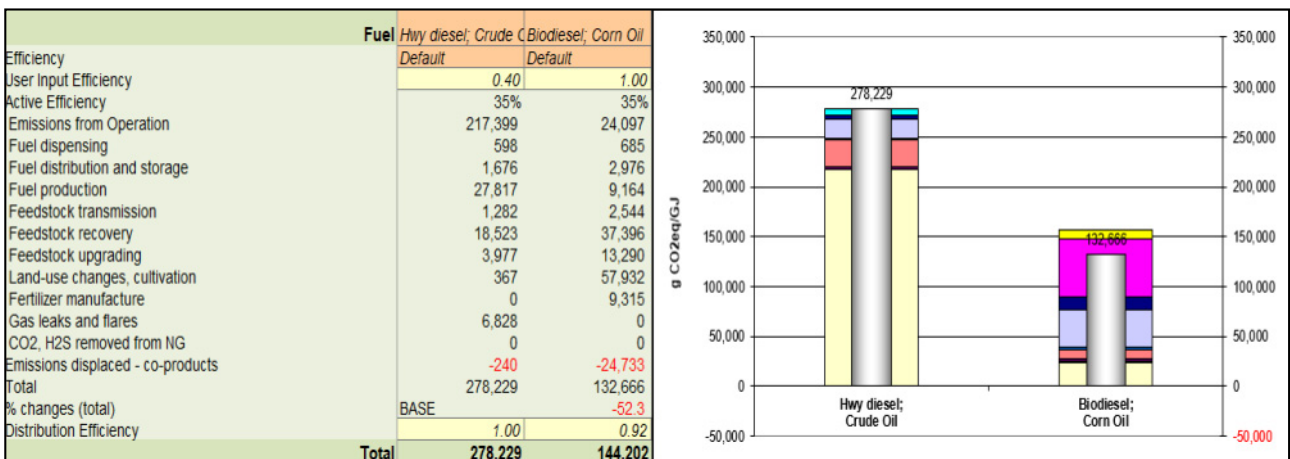 Fuel Hwy diesel; Crude O Biodiesel; Corn Oil
Efficiency Default Default
User Input Efficiency 0.40 1.00
Active Efficiency 35% 35%
Emissions from Operation 217,399 24,097
Fuel dispensing 598 685
Fuel distribution and storage 1,676 2,976
Fuel production 27,817 9,164
Feedstock transmission 1,282 2,544
Feedstock recovery 18,523 37,396
Feedstock upgrading 3,977 13,290
Land-use changes, cultivation 367 57,932
Fertilizer manufacture 0 9,315
Gas leaks and flares 6,828 0
CO2, H2S removed from NG 0 0
Emissions displaced - co-products -240 -24,733
Total 278,229 132,666
% changes (total) BASE -52.3
Distribution Efficiency 1.00 0.92
Total 278,229 144,202
g CO2eq/GJ
350,000 350,000
300,000 300,000
278,229
250,000 250,000
200,000 200,000
150,000 150,000
132,666
100,000 100,000
50,000 50,000
0 0
Hwy diesel; Biodiesel;
Crude Oil Corn Oil
-50,000 -50,000